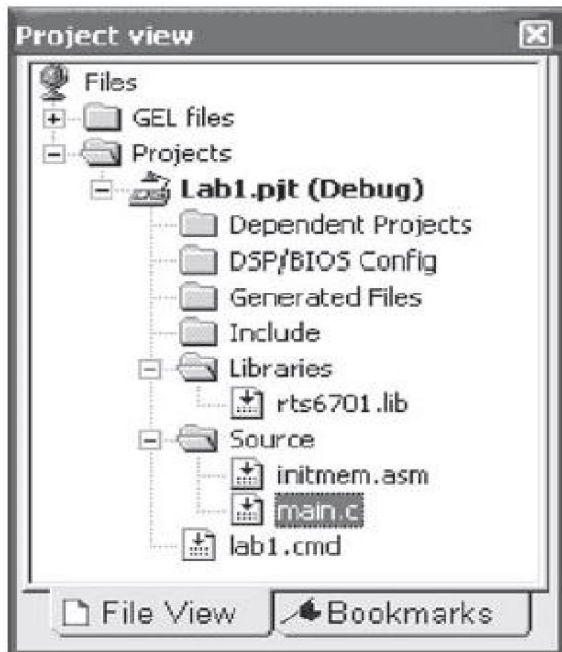 Project view
Files
GEL files
Projects
Lab1.pjt (Debug)
Dependent Projects
DSP/BIOS Config
Generated Files
Include
Libraries
rts6701.lib
Source
initmem.asm
main.c
lab1.cmd
File View Bookmarks